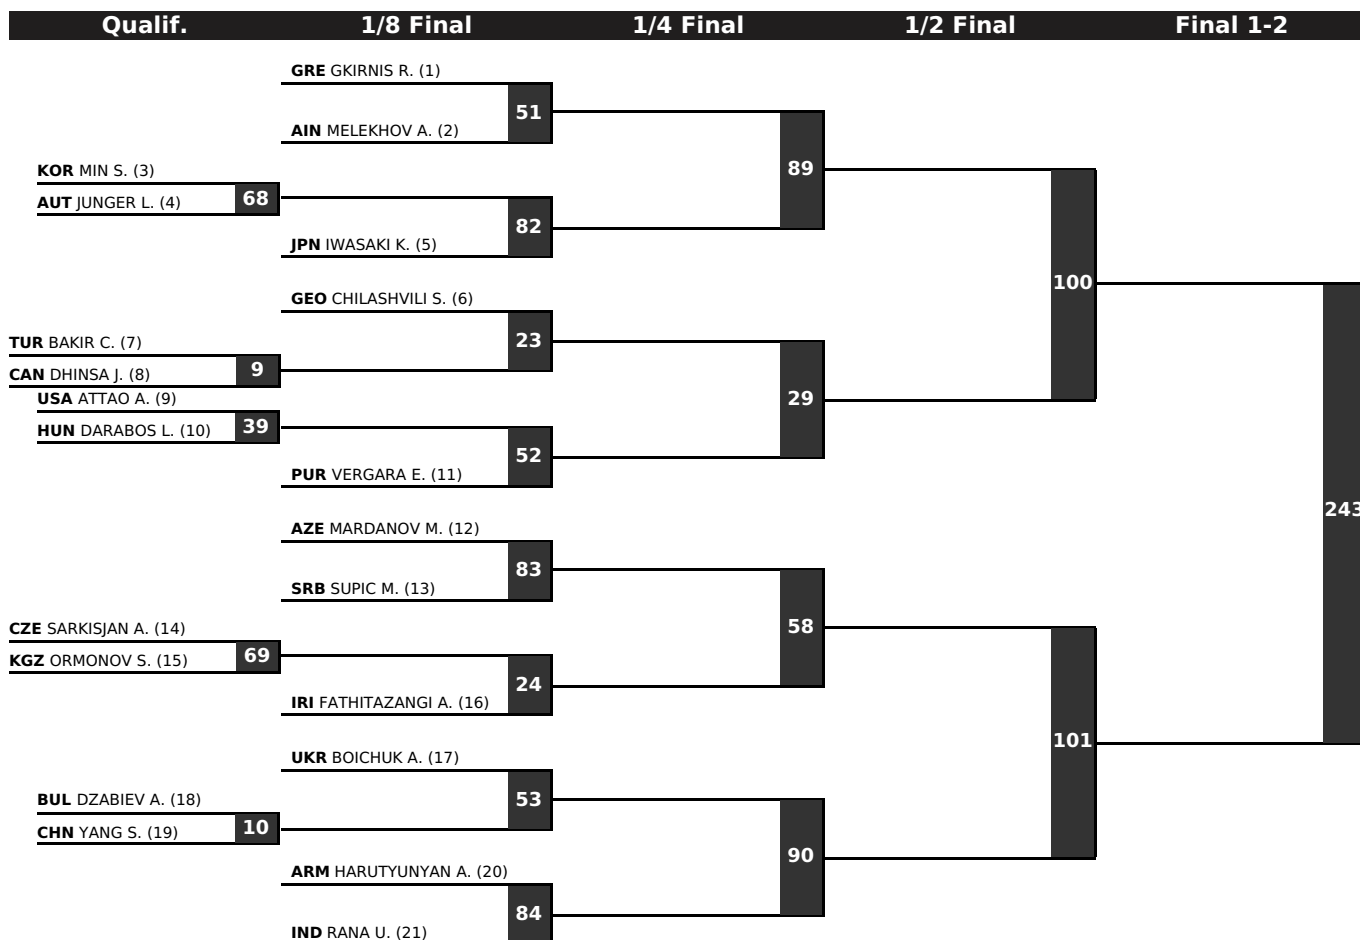 Qualif. 1/8 Final 1/4 Final 1/2 Final Final 1-2
GRE GKIRNIS R. (1)
51
AIN MELEKHOV A. (2)
KOR MIN S. (3)
89
AUT JUNGER L. (4)
68
82
JPN IWASAKI K. (5)
100
GEO CHILASHVILI S. (6)
23
TUR BAKIR C. (7)
CAN DHINSA J. (8)
9
USA ATTAO A. (9)
29
HUN DARABOS L. (10)
39
52
PUR VERGARA E. (11)
243
AZE MARDANOV M. (12)
83
SRB SUPIC M. (13)
CZE SARKISJAN A. (14)
58
KGZ ORMONOV S. (15)
69
24
IRI FATHITAZANGI A. (16)
101
UKR BOICHUK A. (17)
53
BUL DZABIEV A. (18)
CHN YANG S. (19)
10
90
ARM HARUTYUNYAN A. (20)
84
IND RANA U. (21)